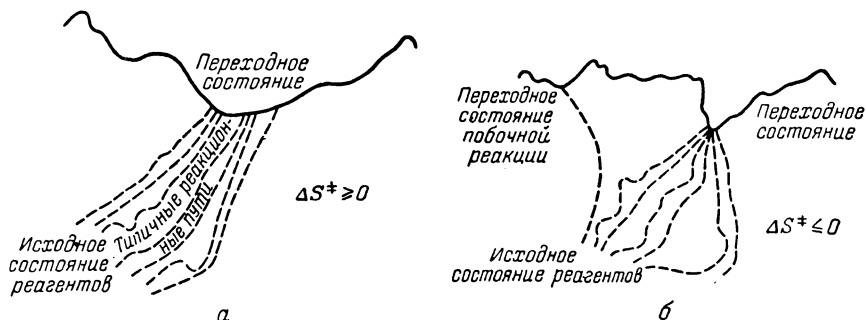 Переходное
состояние
Типичные реакцион-
ные пути
ΔS‡ ≥ 0
Исходное
состояние
реагентов
а
Переходное
состояние
побочной
реакции
Переходное
состояние
ΔS‡ ≤ 0
Исходное
состояние реагентов
б